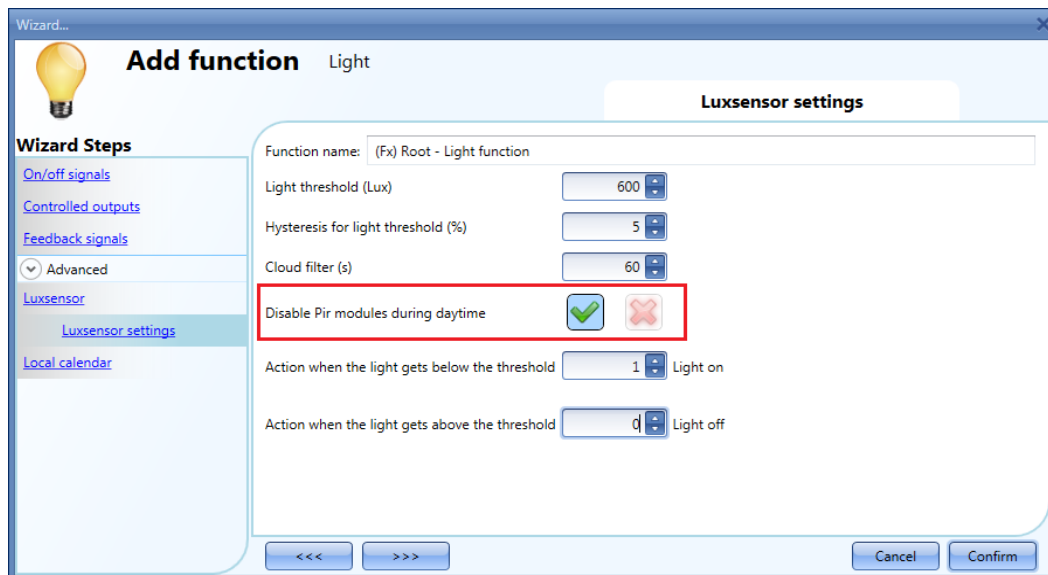 Wizard...
Add function Light
Luxsensor settings
Wizard Steps
On/off signals
Controlled outputs
Feedback signals
Advanced
Luxsensor
Luxsensor settings
Local calendar
Function name: (Fx) Root - Light function
Light threshold (Lux) 600
Hysteresis for light threshold (%) 5
Cloud filter (s) 60
Disable Pir modules during daytime
Action when the light gets below the threshold 1 Light on
Action when the light gets above the threshold 0 Light off
<<< >>> Cancel Confirm